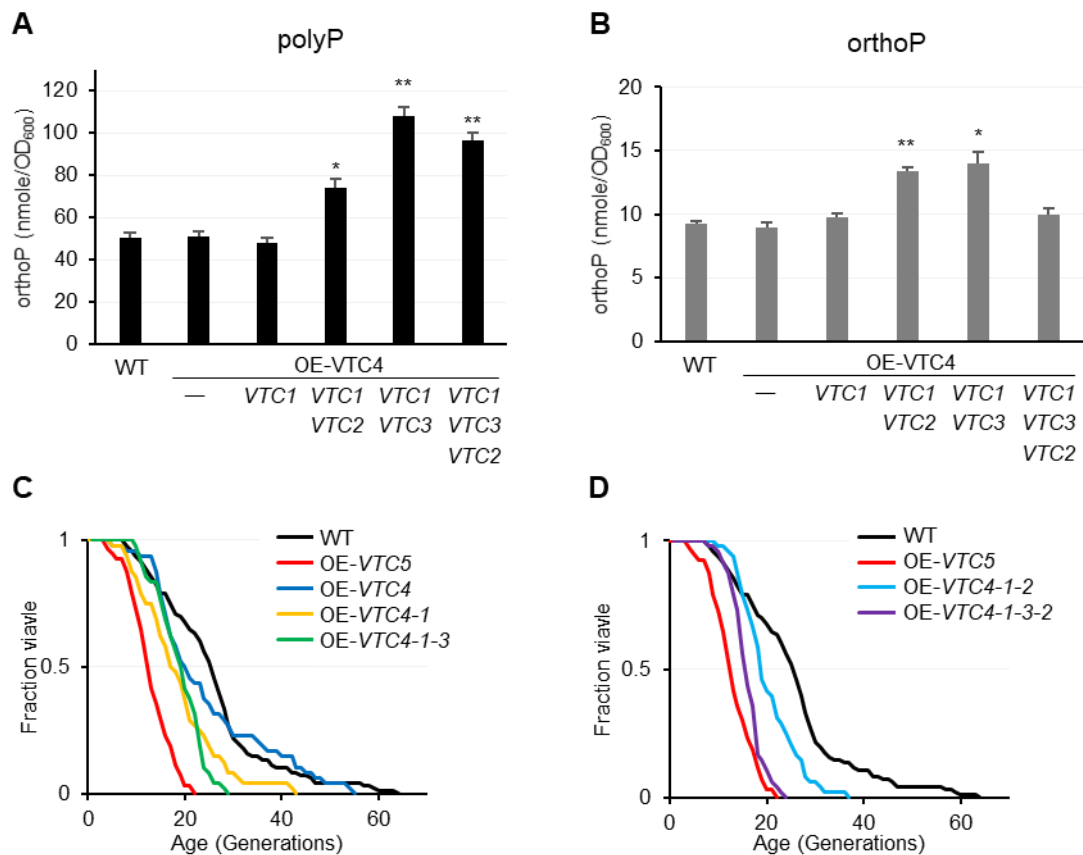 A
polyP
orthoP (nmole/OD600)
120
100
80
60
40
20
0
*
**
**
WT
OE-VTC4
—
VTC1
VTC1
VTC2
VTC1
VTC3
VTC1
VTC3
VTC2
B
orthoP
orthoP (nmole/OD600)
20
15
10
5
0
**
*
WT
OE-VTC4
—
VTC1
VTC1
VTC2
VTC1
VTC3
VTC1
VTC3
VTC2
C
Fraction viavle
1
0.5
0
WT
OE-VTC5
OE-VTC4
OE-VTC4-1
OE-VTC4-1-3
0
20
40
60
Age (Generations)
D
Fraction viavle
1
0.5
0
WT
OE-VTC5
OE-VTC4-1-2
OE-VTC4-1-3-2
0
20
40
60
Age (Generations)